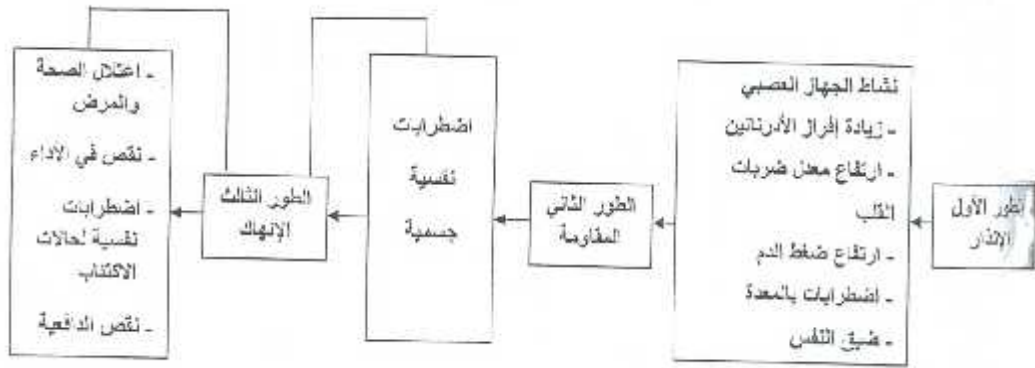 الطور الأول
الإنذار
نشاط الجهاز العصبي
- زيادة إفراز الأدرنالين
- ارتفاع معدل ضربات
القلب
- ارتفاع ضغط الدم
- اضطرابات بالمعدة
- ضيق النفس
الطور الثاني
المقاومة
اضطرابات
نفسية
جسمية
الطور الثالث
الإنهاك
- اعتلال الصحة
والمرض
- نقص في الأداء
- اضطرابات
نفسية لحالات
الاكتئاب
- نقص الدافعية